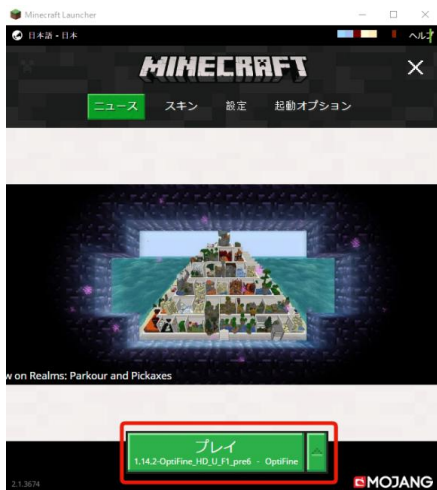 Minecraft Launcher
日本語 - 日本
ヘルプ
MINECRAFT
ニュース スキン 設定 起動オプション
w on Realms: Parkour and Pickaxes
プレイ
1.14.2-OptiFine_HD_U_F1_pre6 - OptiFine
2.1.3674
MOJANG